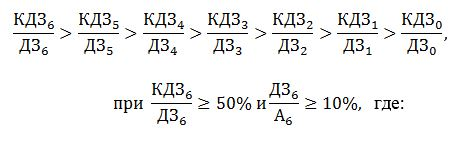 КДЗ₆/ДЗ₆ > КДЗ₅/ДЗ₅ > КДЗ₄/ДЗ₄ > КДЗ₃/ДЗ₃ > КДЗ₂/ДЗ₂ > КДЗ₁/ДЗ₁ > КДЗ₀/ДЗ₀,
при КДЗ₆/ДЗ₆ ≥ 50% и ДЗ₆/А₆ ≥ 10%, где: